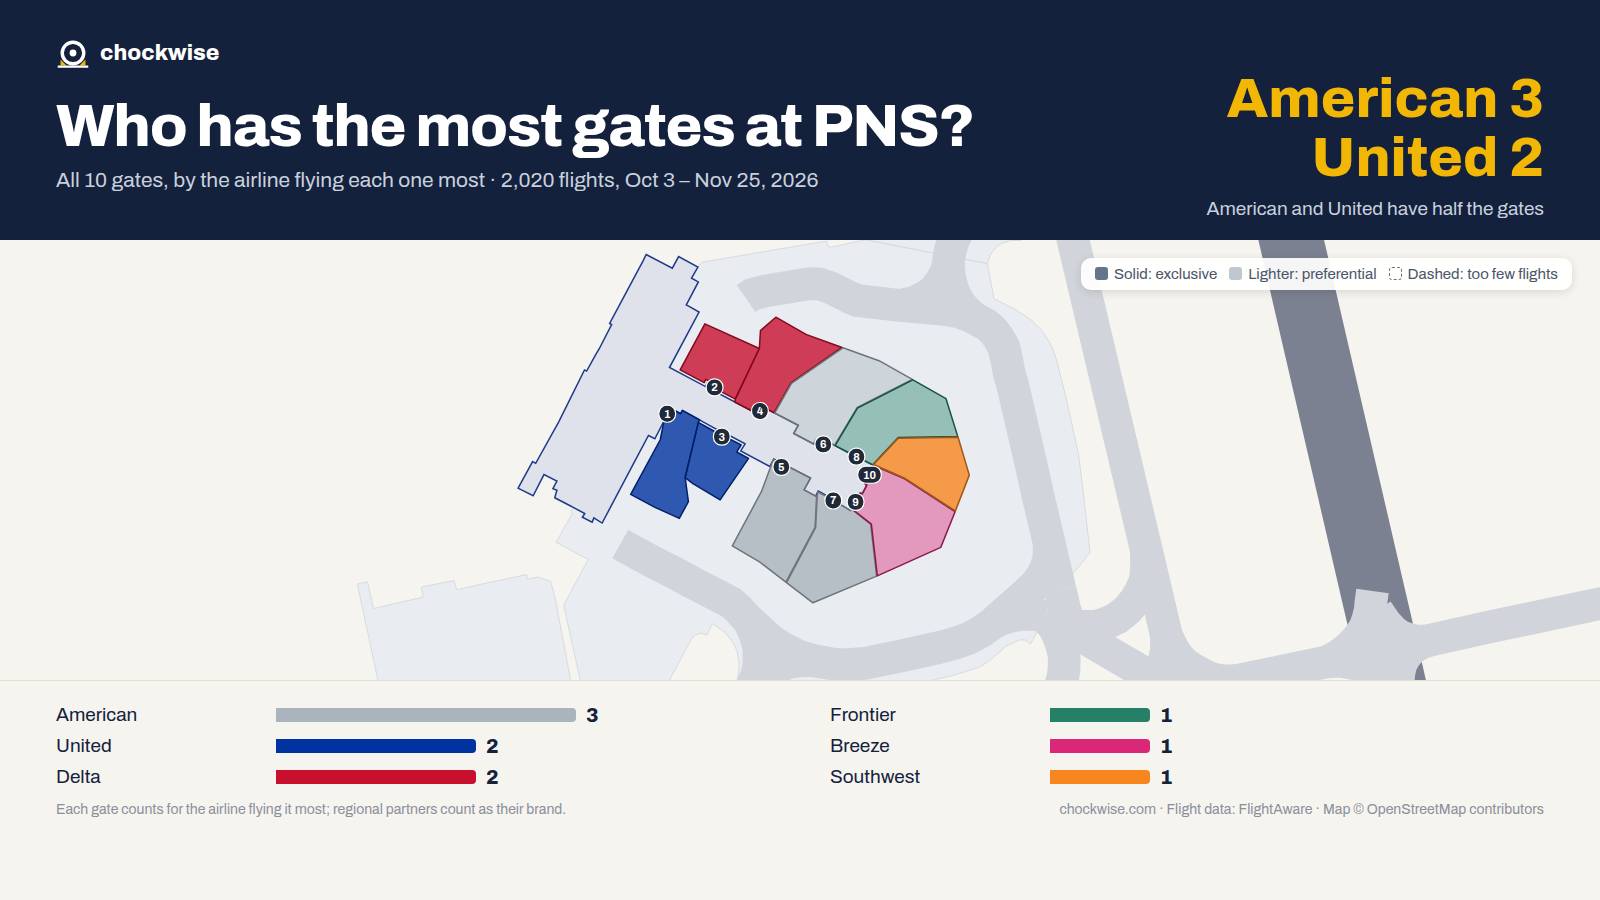 chockwise
Who has the most gates at PNS?
All 10 gates, by the airline flying each one most · 2,020 flights, Oct 3 – Nov 25, 2026
American 3
United 2
American and United have half the gates
Solid: exclusive
Lighter: preferential
Dashed: too few flights
2
1
4
3
6
8
5
10
7
9
American 3
United 2
Delta 2
Frontier 1
Breeze 1
Southwest 1
Each gate counts for the airline flying it most; regional partners count as their brand.
chockwise.com · Flight data: FlightAware · Map © OpenStreetMap contributors